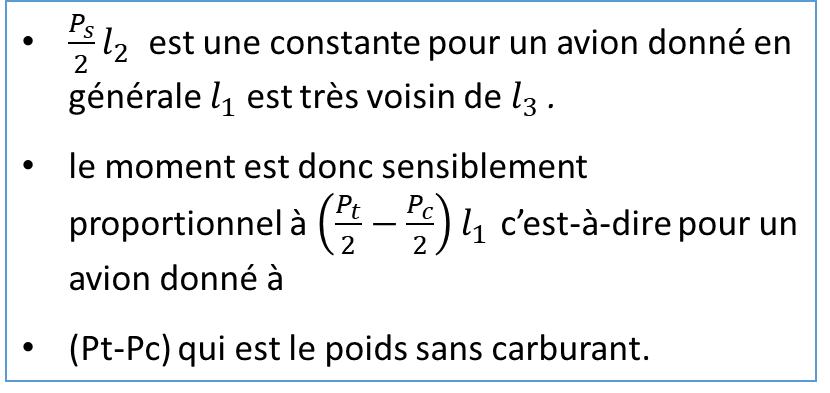 • $\frac{P_s}{2} l_2$ est une constante pour un avion donné en
générale $l_1$ est très voisin de $l_3$ .
• le moment est donc sensiblement
proportionnel à $\left(\frac{P_t}{2} - \frac{P_c}{2}\right) l_1$ c’est-à-dire pour un
avion donné à
• (Pt-Pc) qui est le poids sans carburant.